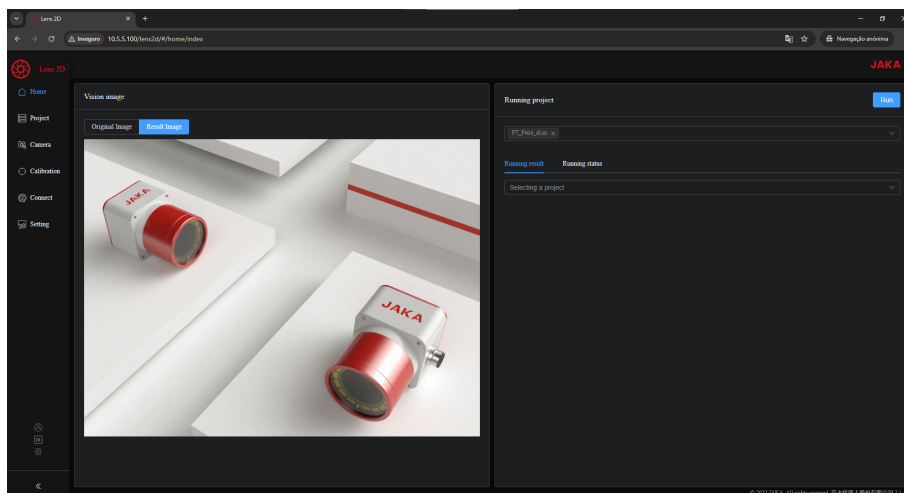 Lens 2D
Inseguro 10.5.5.100/lens2d/#/home/index
Navegação anónima
Lens 2D
JAKA
Home
Project
Camera
Calibration
Connect
Setting
Vision image
Original Image
Result Image
JAKA
JAKA
Running project
Run
Running result
Running status
Selecting a project